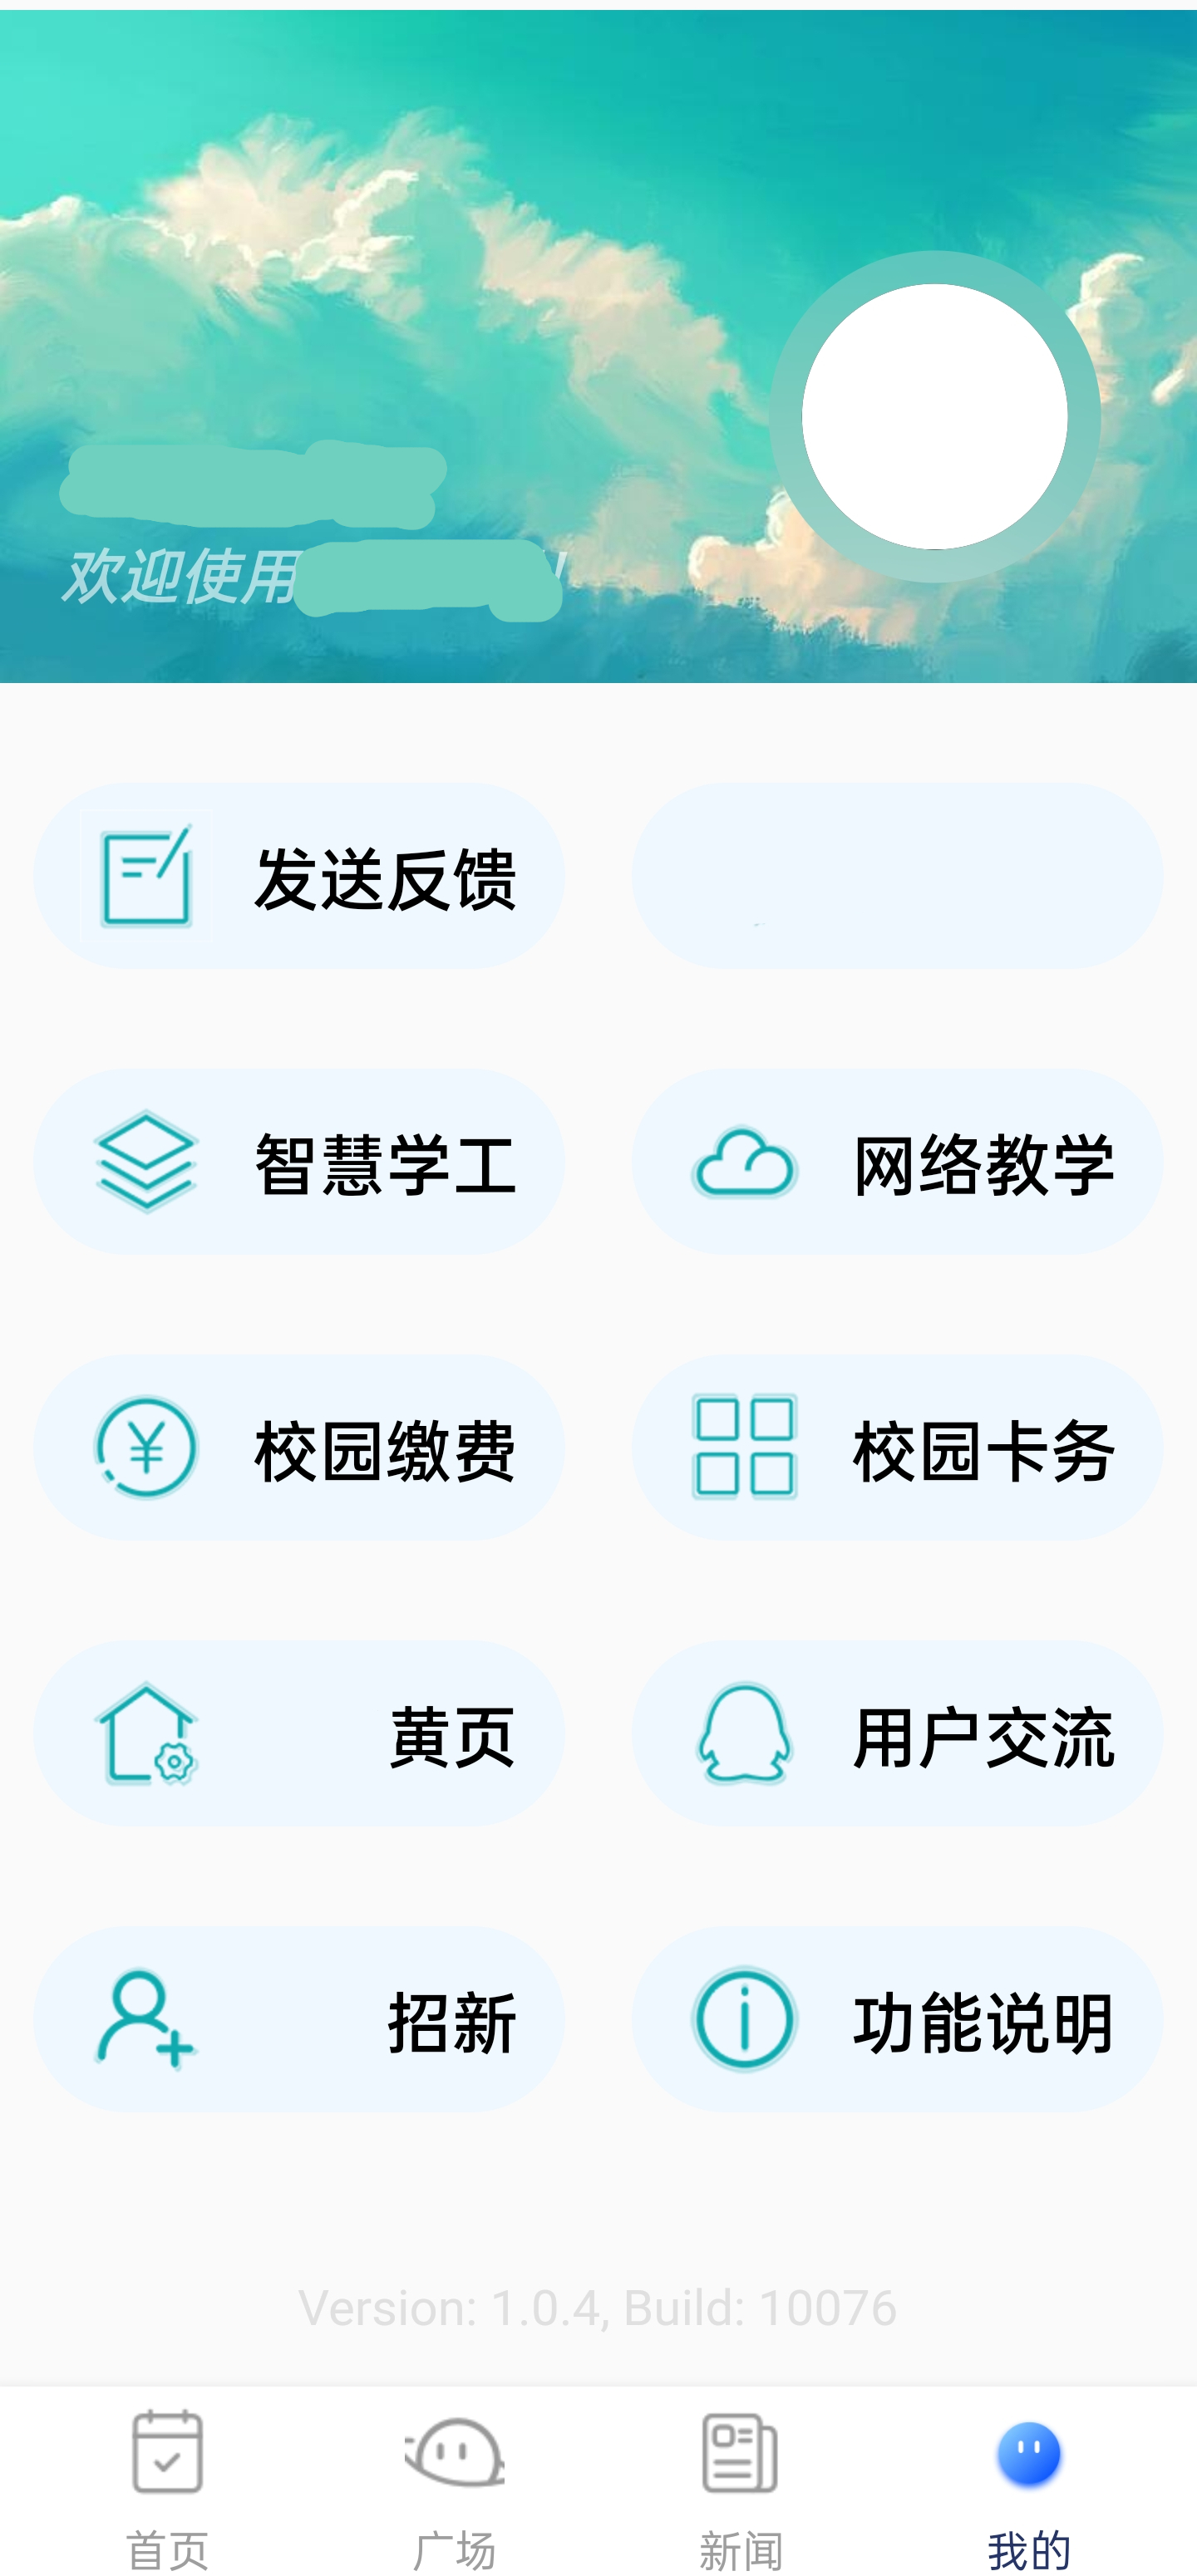 欢迎使用
!
发送反馈
智慧学工
网络教学
校园缴费
校园卡务
黄页
用户交流
招新
功能说明
Version: 1.0.4, Build: 10076
首页
广场
新闻
我的